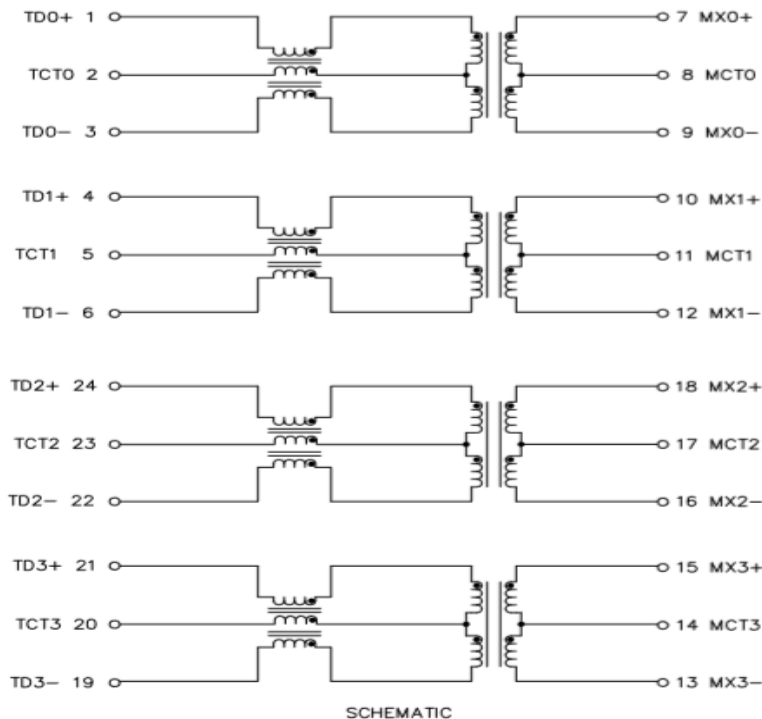 TD0+ 1 7 MX0+
TCT0 2 8 MCT0
TD0- 3 9 MX0-
TD1+ 4 10 MX1+
TCT1 5 11 MCT1
TD1- 6 12 MX1-
TD2+ 24 18 MX2+
TCT2 23 17 MCT2
TD2- 22 16 MX2-
TD3+ 21 15 MX3+
TCT3 20 14 MCT3
TD3- 19 13 MX3-
SCHEMATIC